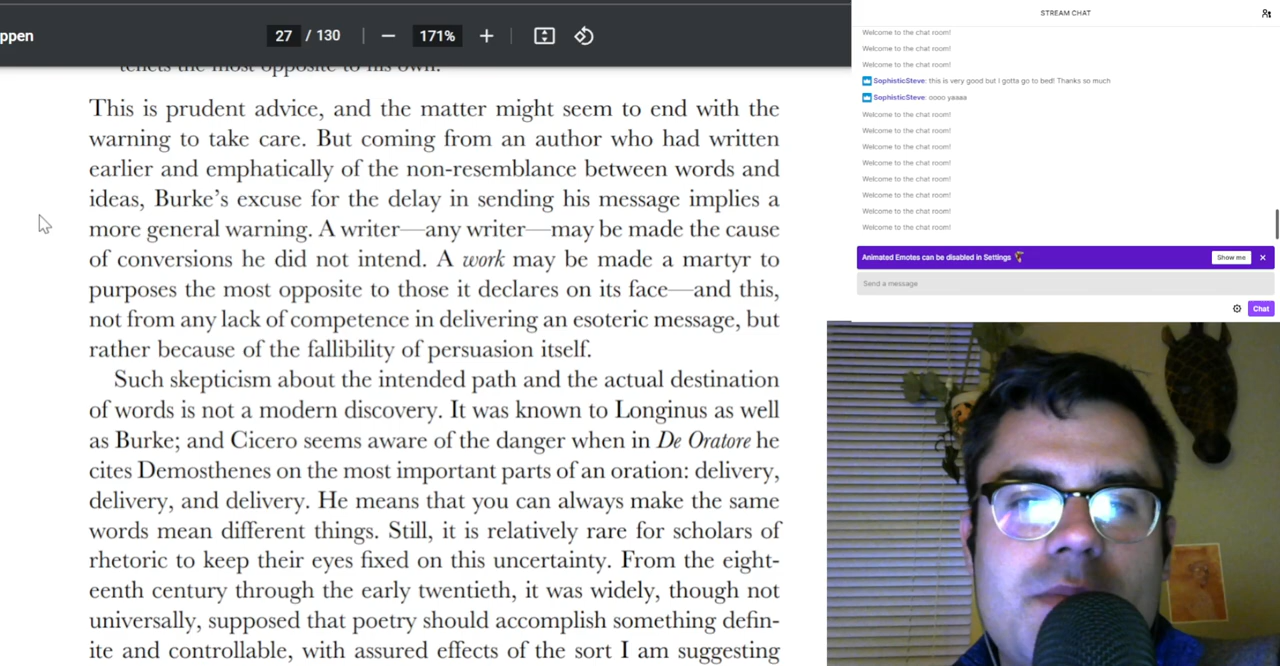 ppen
27 / 130
171%
tenets the most opposite to his own.
This is prudent advice, and the matter might seem to end with the
warning to take care. But coming from an author who had written
earlier and emphatically of the non-resemblance between words and
ideas, Burke’s excuse for the delay in sending his message implies a
more general warning. A writer—any writer—may be made the cause
of conversions he did not intend. A work may be made a martyr to
purposes the most opposite to those it declares on its face—and this,
not from any lack of competence in delivering an esoteric message, but
rather because of the fallibility of persuasion itself.
Such skepticism about the intended path and the actual destination
of words is not a modern discovery. It was known to Longinus as well
as Burke; and Cicero seems aware of the danger when in De Oratore he
cites Demosthenes on the most important parts of an oration: delivery,
delivery, and delivery. He means that you can always make the same
words mean different things. Still, it is relatively rare for scholars of
rhetoric to keep their eyes fixed on this uncertainty. From the eight-
eenth century through the early twentieth, it was widely, though not
universally, supposed that poetry should accomplish something defin-
ite and controllable, with assured effects of the sort I am suggesting
STREAM CHAT
Welcome to the chat room!
Welcome to the chat room!
Welcome to the chat room!
SophisticSteve: this is very good but I gotta go to bed! Thanks so much
SophisticSteve: oooo yaaaa
Welcome to the chat room!
Welcome to the chat room!
Welcome to the chat room!
Welcome to the chat room!
Welcome to the chat room!
Welcome to the chat room!
Welcome to the chat room!
Welcome to the chat room!
Animated Emotes can be disabled in Settings
Show me
Send a message
Chat